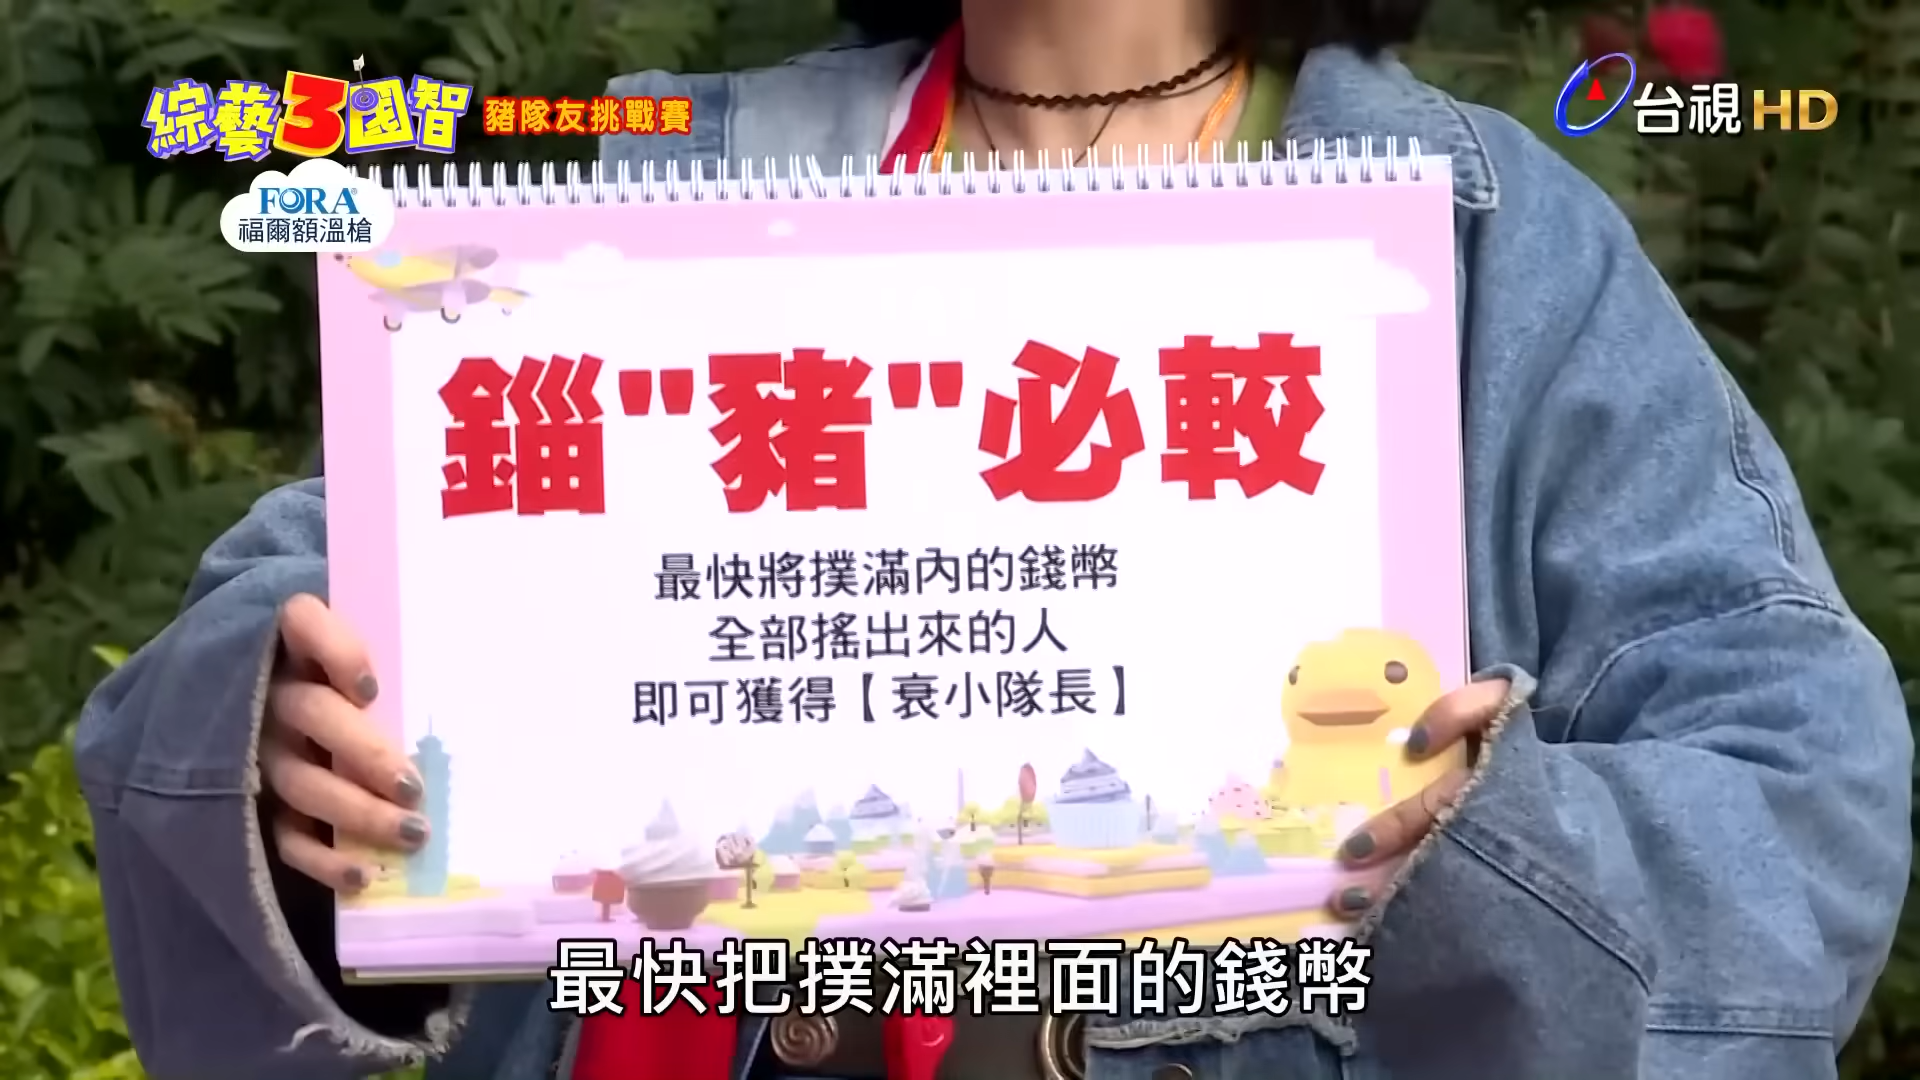 綜藝3國智 豬隊友挑戰賽
台視HD
FORA
福爾額溫槍
錙"豬"必較
最快將撲滿內的錢幣
全部搖出來的人
即可獲得【衰小隊長】
最快把撲滿裡面的錢幣